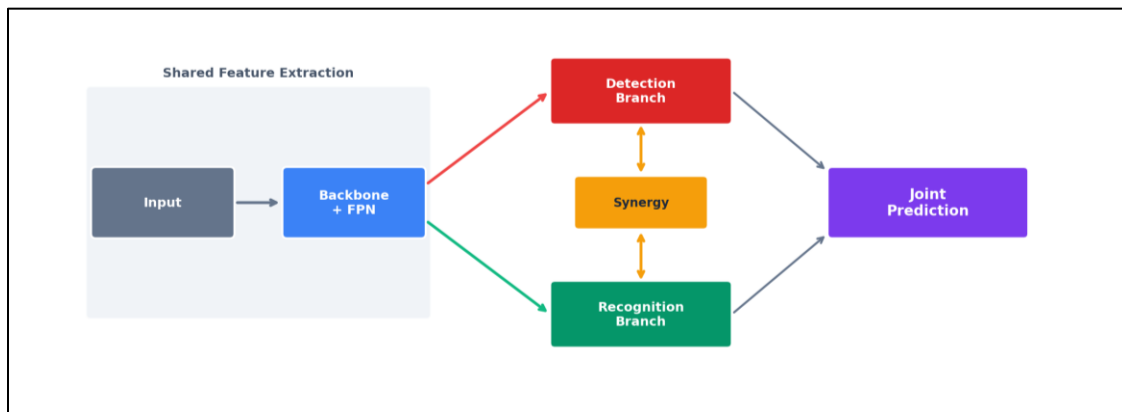 Shared Feature Extraction
Input
Backbone
+ FPN
Detection
Branch
Synergy
Recognition
Branch
Joint
Prediction